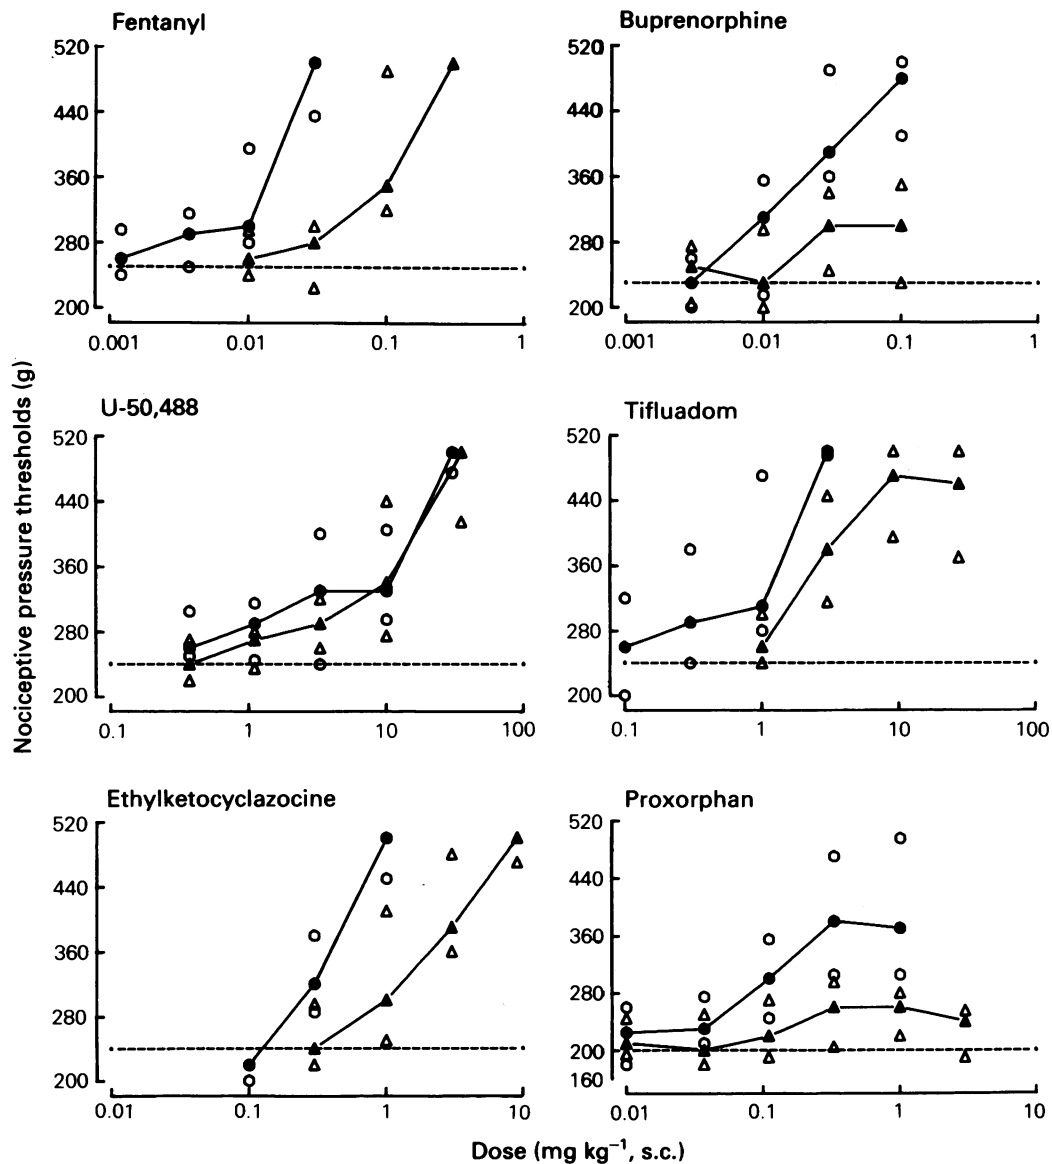 Fentanyl
520
440
360
280
200
0.001 0.01 0.1 1
Buprenorphine
520
440
360
280
200
0.001 0.01 0.1 1
Nociceptive pressure thresholds (g)
U-50,488
520
440
360
280
200
0.1 1 10 100
Tifluadom
520
440
360
280
200
0.1 1 10 100
Ethylketocyclazocine
520
440
360
280
200
0.01 0.1 1 10
Proxorphan
520
440
360
280
200
160
0.01 0.1 1 10
Dose (mg kg⁻¹, s.c.)